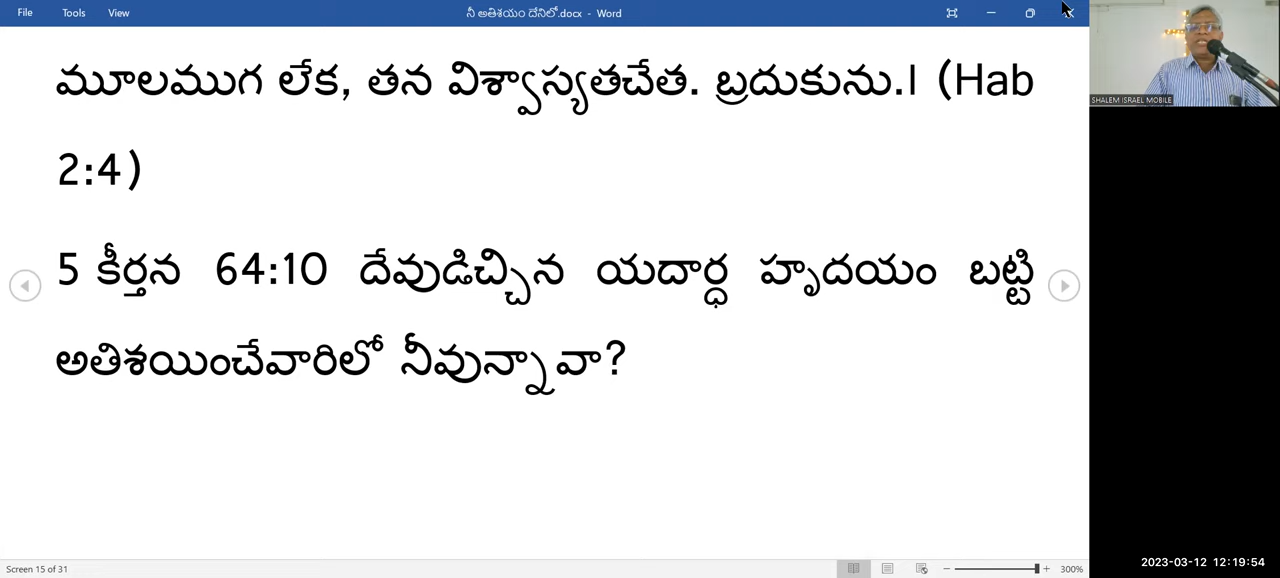 File Tools View నీ అతిశయం దేనిలో.docx - Word
SHALEM ISRAEL MOBILE
మూలముగ లేక, తన విశ్వాస్యతచేత. బ్రదుకును.I (Hab
2:4)
5 కీర్తన 64:10 దేవుడిచ్చిన యదార్ధ హృదయం బట్టి
అతిశయించేవారిలో నీవున్నావా?
Screen 15 of 31 300%
2023-03-12 12:19:54